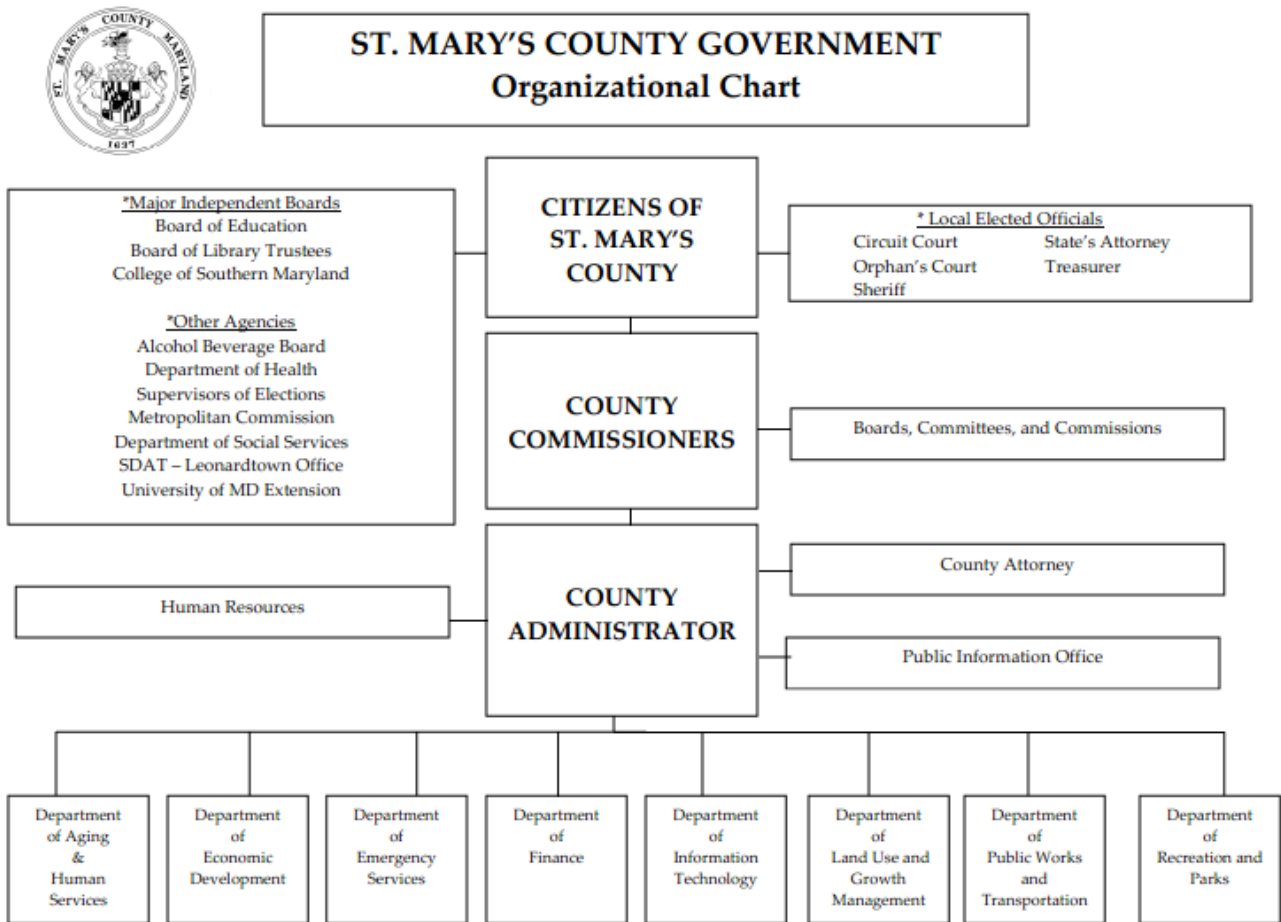 ST. MARY'S COUNTY MARYLAND
1637
ST. MARY’S COUNTY GOVERNMENT
Organizational Chart
*Major Independent Boards
Board of Education
Board of Library Trustees
College of Southern Maryland
*Other Agencies
Alcohol Beverage Board
Department of Health
Supervisors of Elections
Metropolitan Commission
Department of Social Services
SDAT – Leonardtown Office
University of MD Extension
CITIZENS OF
ST. MARY’S
COUNTY
* Local Elected Officials
Circuit Court State’s Attorney
Orphan’s Court Treasurer
Sheriff
COUNTY
COMMISSIONERS
Boards, Committees, and Commissions
Human Resources
COUNTY
ADMINISTRATOR
County Attorney
Public Information Office
Department
of Aging
&
Human
Services
Department
of
Economic
Development
Department
of
Emergency
Services
Department
of
Finance
Department
of
Information
Technology
Department
of
Land Use and
Growth
Management
Department
of
Public Works
and
Transportation
Department
of
Recreation and
Parks